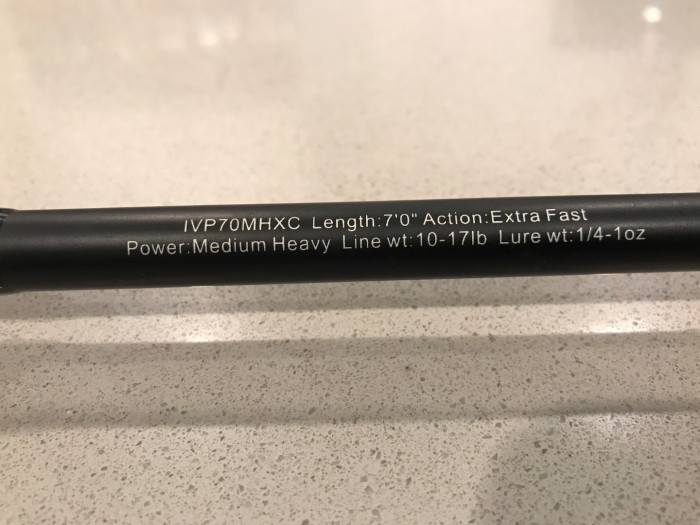 IVP70MHXC Length:7'0" Action:Extra Fast
Power:Medium Heavy Line wt:10-17lb Lure wt:1/4-1oz